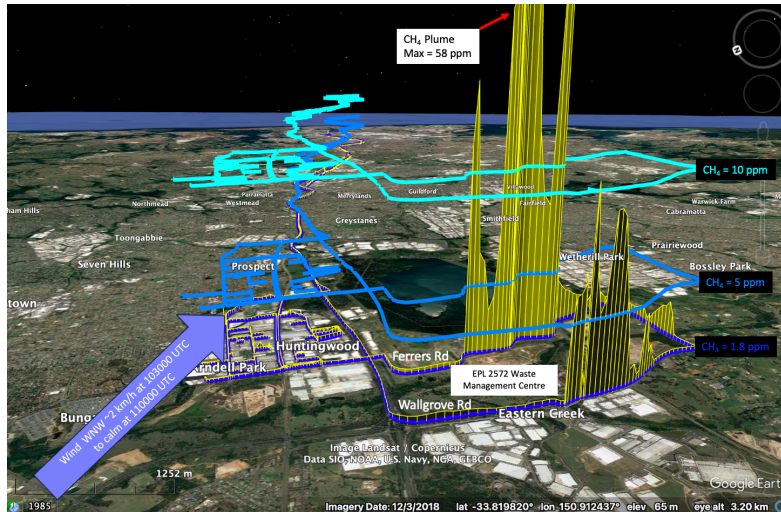 CH₄ Plume
Max = 58 ppm
N
CH₄ = 10 ppm
Parramatta
Northmead
Westmead
Merrylands
Guildford
Villawood
Fairfield
Warwick Farm
Cabramatta
ham Hills
Toongabbie
Greystanes
Smithfield
Seven Hills
Prospect
Wetherill Park
Prairiewood
Bossley Park
CH₄ = 5 ppm
town
Huntingwood
Ferrers Rd
CH₄ = 1.8 ppm
Arndell Park
EPL 2572 Waste
Management Centre
Wallgrove Rd
Eastern Creek
Wind WNW ~2 km/h at 103000 UTC
to calm at 110000 UTC
Image Landsat / Copernicus
Data SIO, NOAA, U.S. Navy, NGA, GEBCO
1252 m
Google Eart
1985
Imagery Date: 12/3/2018 lat -33.819820° lon 150.912437° elev 65 m eye alt 3.20 km